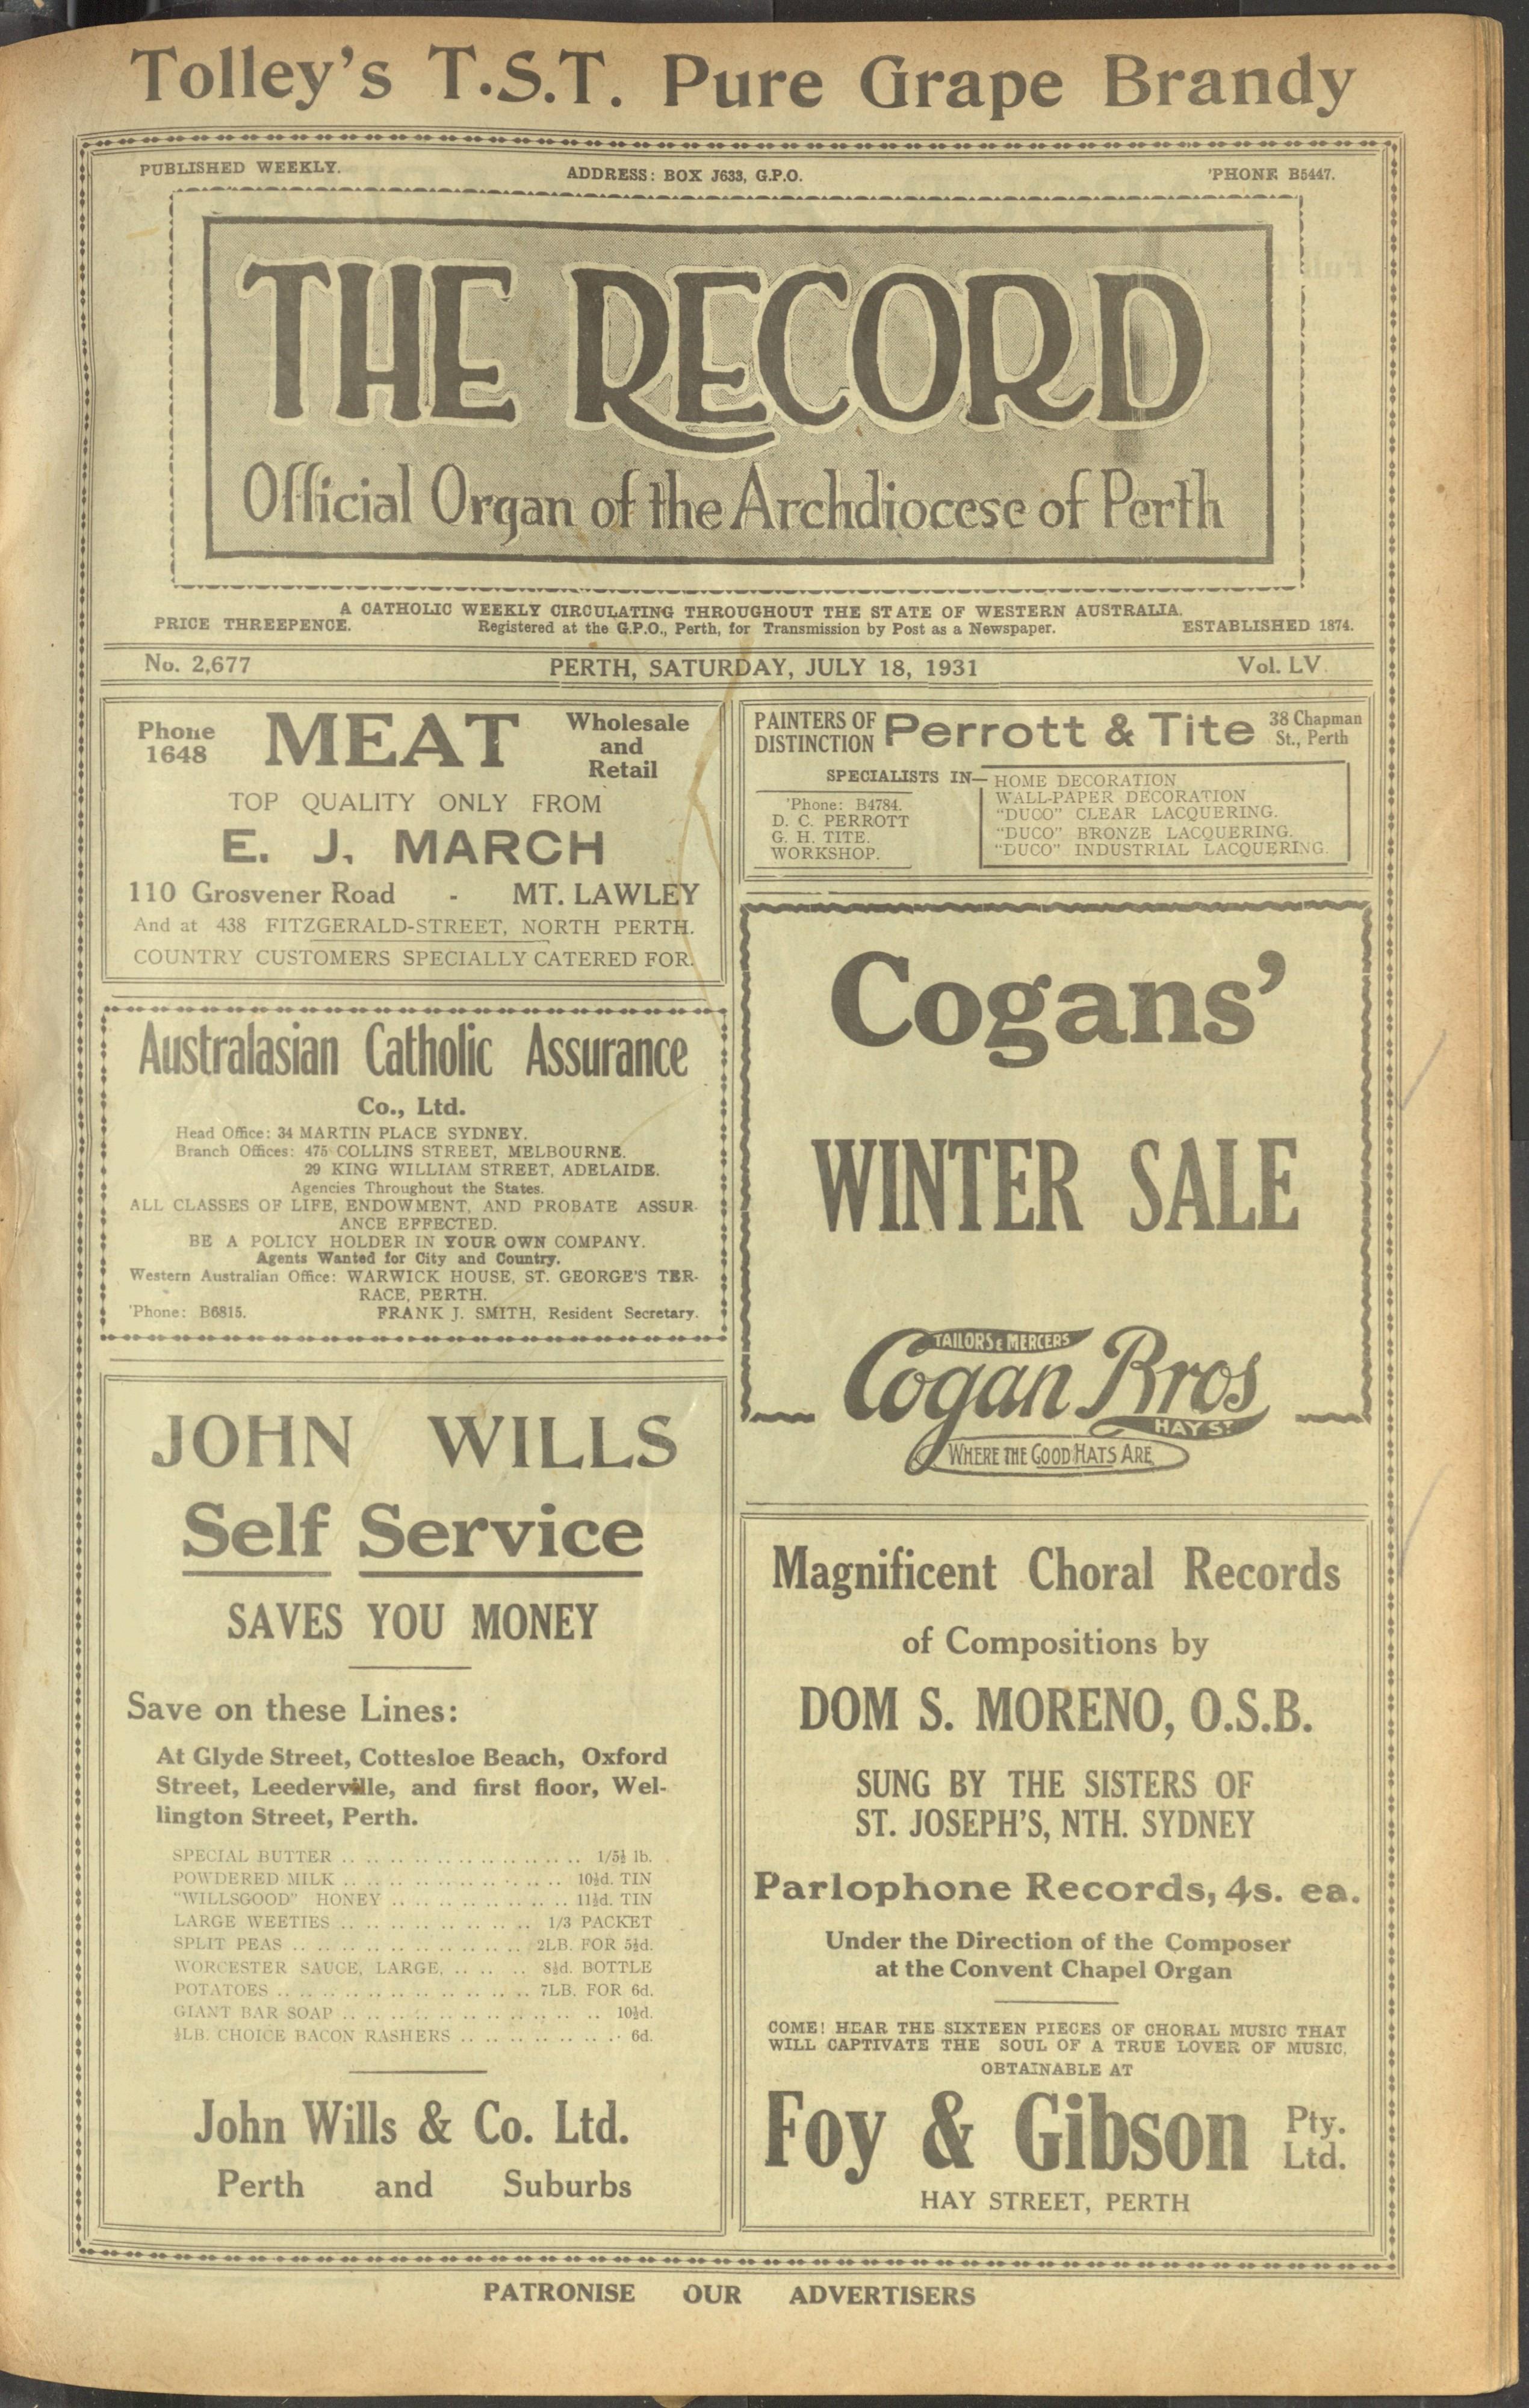 Tolley's T.S.T. Pure Grape Brandy
PUBLISHED WEEKLY.
ADDRESS: BOX J633, G.P.O.
'PHONE B5447.
THE RECORD
Official Organ of the Archdiocese of Perth
A CATHOLIC WEEKLY CIRCULATING THROUGHOUT THE STATE OF WESTERN AUSTRALIA.
PRICE THREEPENCE.
Registered at the G.P.O., Perth, for Transmission by Post as a Newspaper.
ESTABLISHED 1874.
No. 2,677
PERTH, SATURDAY, JULY 18, 1931
Vol. LV
Phone
1648
MEAT
Wholesale
and
Retail
TOP QUALITY ONLY FROM
E. J. MARCH
110 Grosvener Road - MT. LAWLEY
And at 438 FITZGERALD-STREET, NORTH PERTH.
COUNTRY CUSTOMERS SPECIALLY CATERED FOR.
Australasian Catholic Assurance
Co., Ltd.
Head Office: 34 MARTIN PLACE SYDNEY.
Branch Offices: 475 COLLINS STREET, MELBOURNE.
29 KING WILLIAM STREET, ADELAIDE.
Agencies Throughout the States.
ALL CLASSES OF LIFE, ENDOWMENT, AND PROBATE ASSUR-
ANCE EFFECTED.
BE A POLICY HOLDER IN YOUR OWN COMPANY.
Agents Wanted for City and Country.
Western Australian Office: WARWICK HOUSE, ST. GEORGE'S TER-
RACE, PERTH.
'Phone: B6815. FRANK J. SMITH, Resident Secretary.
JOHN WILLS
Self Service
SAVES YOU MONEY
Save on these Lines:
At Glyde Street, Cottesloe Beach, Oxford
Street, Leederville, and first floor, Wel-
lington Street, Perth.
SPECIAL BUTTER .. .. .. .. .. .. .. .. .. .. 1/5½ lb.
POWDERED MILK .. .. .. .. .. .. .. .. .. 10½d. TIN
"WILLSGOOD" HONEY .. .. .. .. .. .. .. .. 11½d. TIN
LARGE WEETIES .. .. .. .. .. .. .. .. 1/3 PACKET
SPLIT PEAS .. .. .. .. .. .. .. .. .. .. 2LB. FOR 5½d.
WORCESTER SAUCE, LARGE, .. .. .. .. 8½d. BOTTLE
POTATOES .. .. .. .. .. .. .. .. .. .. .. 7LB. FOR 6d.
GIANT BAR SOAP .. .. .. .. .. .. .. .. .. .. .. 10½d.
½LB. CHOICE BACON RASHERS .. .. .. .. .. .. .. 6d.
John Wills & Co. Ltd.
Perth and Suburbs
PAINTERS OF
DISTINCTION
Perrott & Tite
38 Chapman
St., Perth
SPECIALISTS IN—
'Phone: B4784.
D. C. PERROTT
G. H. TITE.
WORKSHOP.
HOME DECORATION
WALL-PAPER DECORATION
"DUCO" CLEAR LACQUERING.
"DUCO" BRONZE LACQUERING.
"DUCO" INDUSTRIAL LACQUERING.
Cogans'
WINTER SALE
TAILORS & MERCERS
Cogan Bros
HAY ST
WHERE THE GOOD HATS ARE
Magnificent Choral Records
of Compositions by
DOM S. MORENO, O.S.B.
SUNG BY THE SISTERS OF
ST. JOSEPH'S, NTH. SYDNEY
Parlophone Records, 4s. ea.
Under the Direction of the Composer
at the Convent Chapel Organ
COME! HEAR THE SIXTEEN PIECES OF CHORAL MUSIC THAT
WILL CAPTIVATE THE SOUL OF A TRUE LOVER OF MUSIC,
OBTAINABLE AT
Foy & Gibson
Pty.
Ltd.
HAY STREET, PERTH
PATRONISE OUR ADVERTISERS